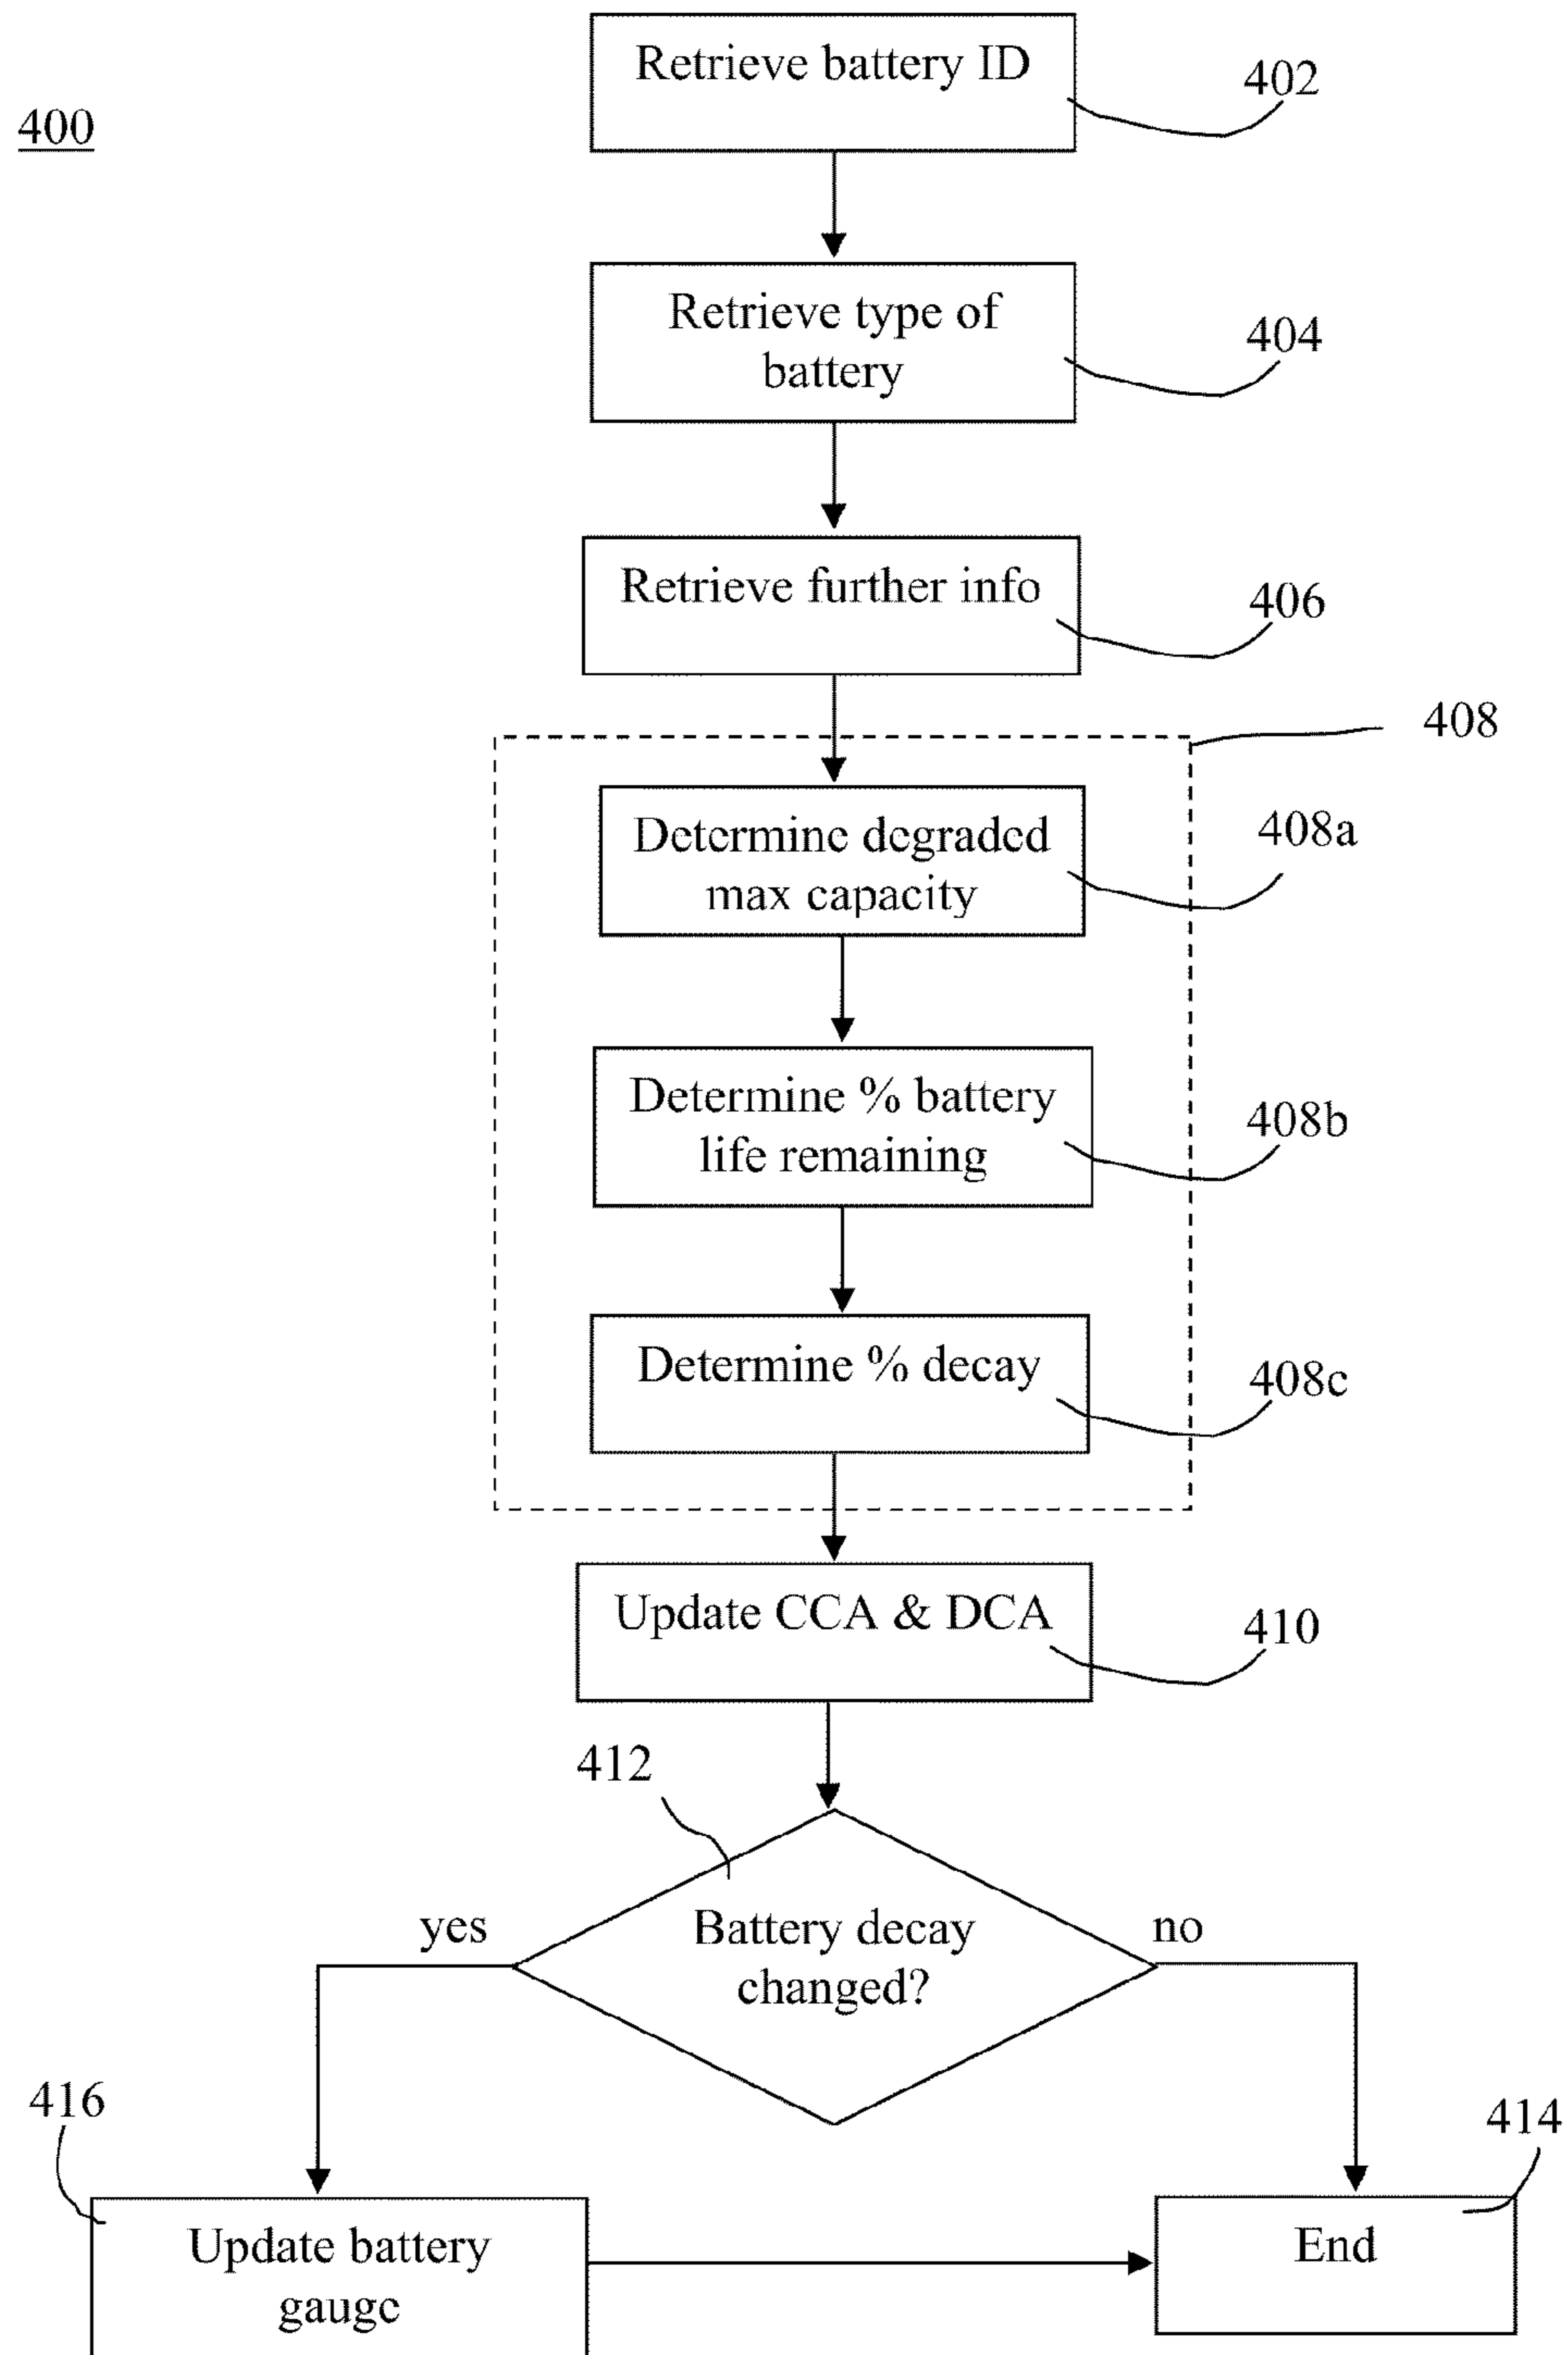 400
Retrieve battery ID
402
Retrieve type of
battery
404
Retrieve further info
406
408
Determine degraded
max capacity
408a
Determine % battery
life remaining
408b
Determine % decay
408c
Update CCA & DCA
410
412
Battery decay
changed?
yes
no
416
Update battery
gauge
414
End